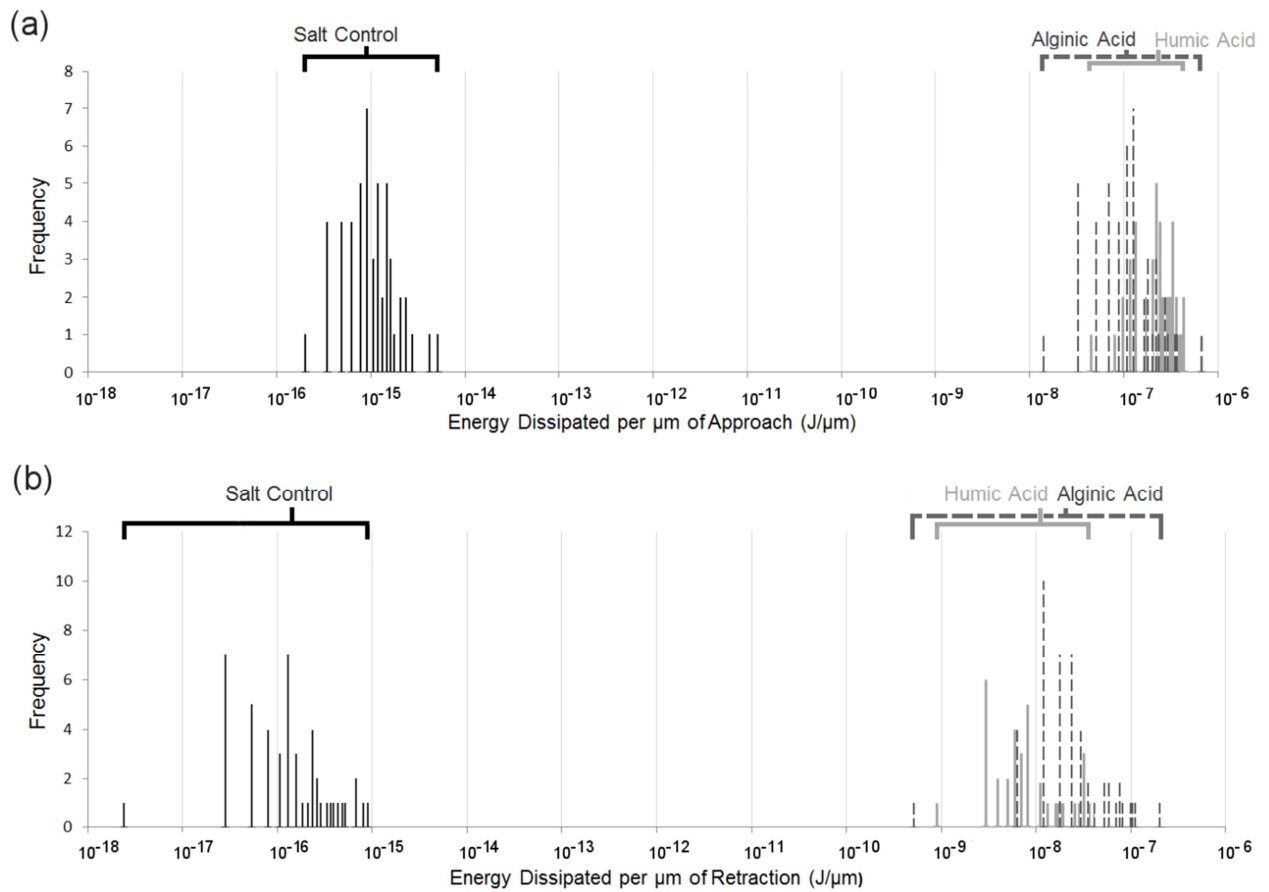 (a)
Salt Control
Alginic Acid Humic Acid
8
7
6
5
4
3
2
1
0
Frequency
10-18 10-17 10-16 10-15 10-14 10-13 10-12 10-11 10-10 10-9 10-8 10-7 10-6
Energy Dissipated per µm of Approach (J/µm)
(b)
Salt Control
Humic Acid Alginic Acid
12
10
8
6
4
2
0
Frequency
10-18 10-17 10-16 10-15 10-14 10-13 10-12 10-11 10-10 10-9 10-8 10-7 10-6
Energy Dissipated per µm of Retraction (J/µm)